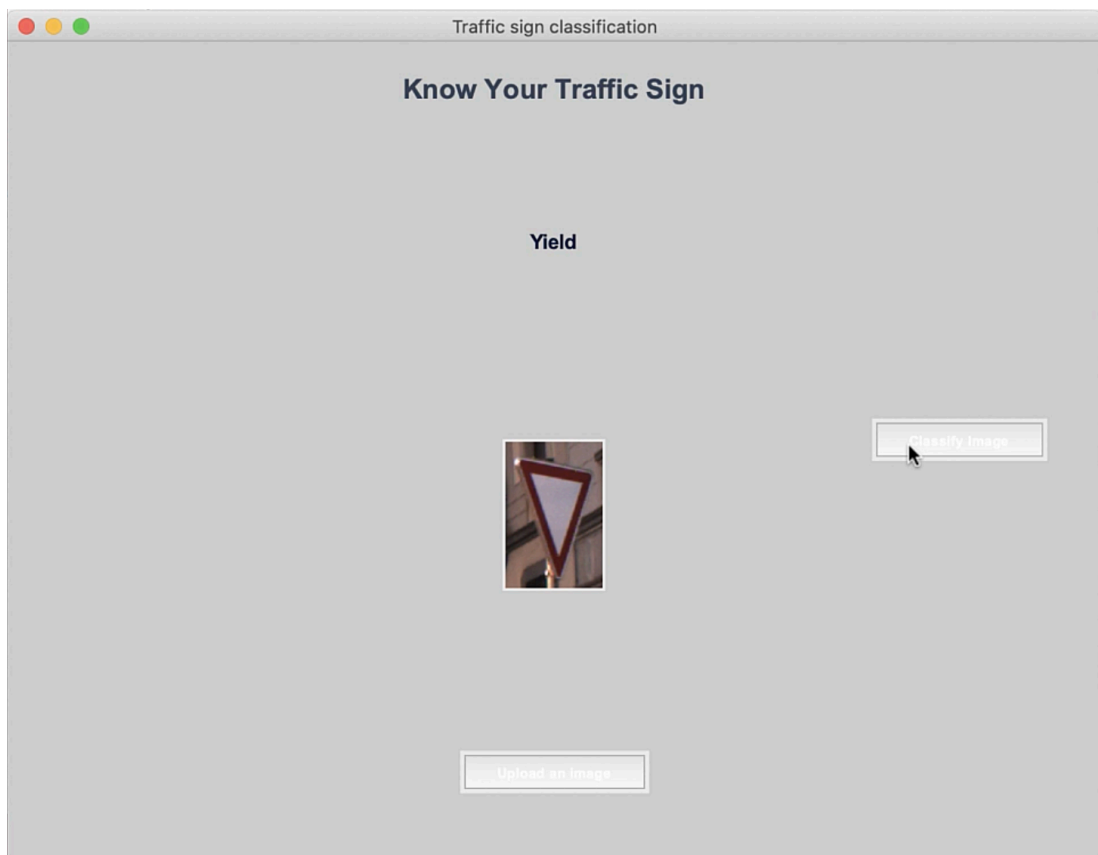 Traffic sign classification
Know Your Traffic Sign
Yield
Classify Image
Upload an image